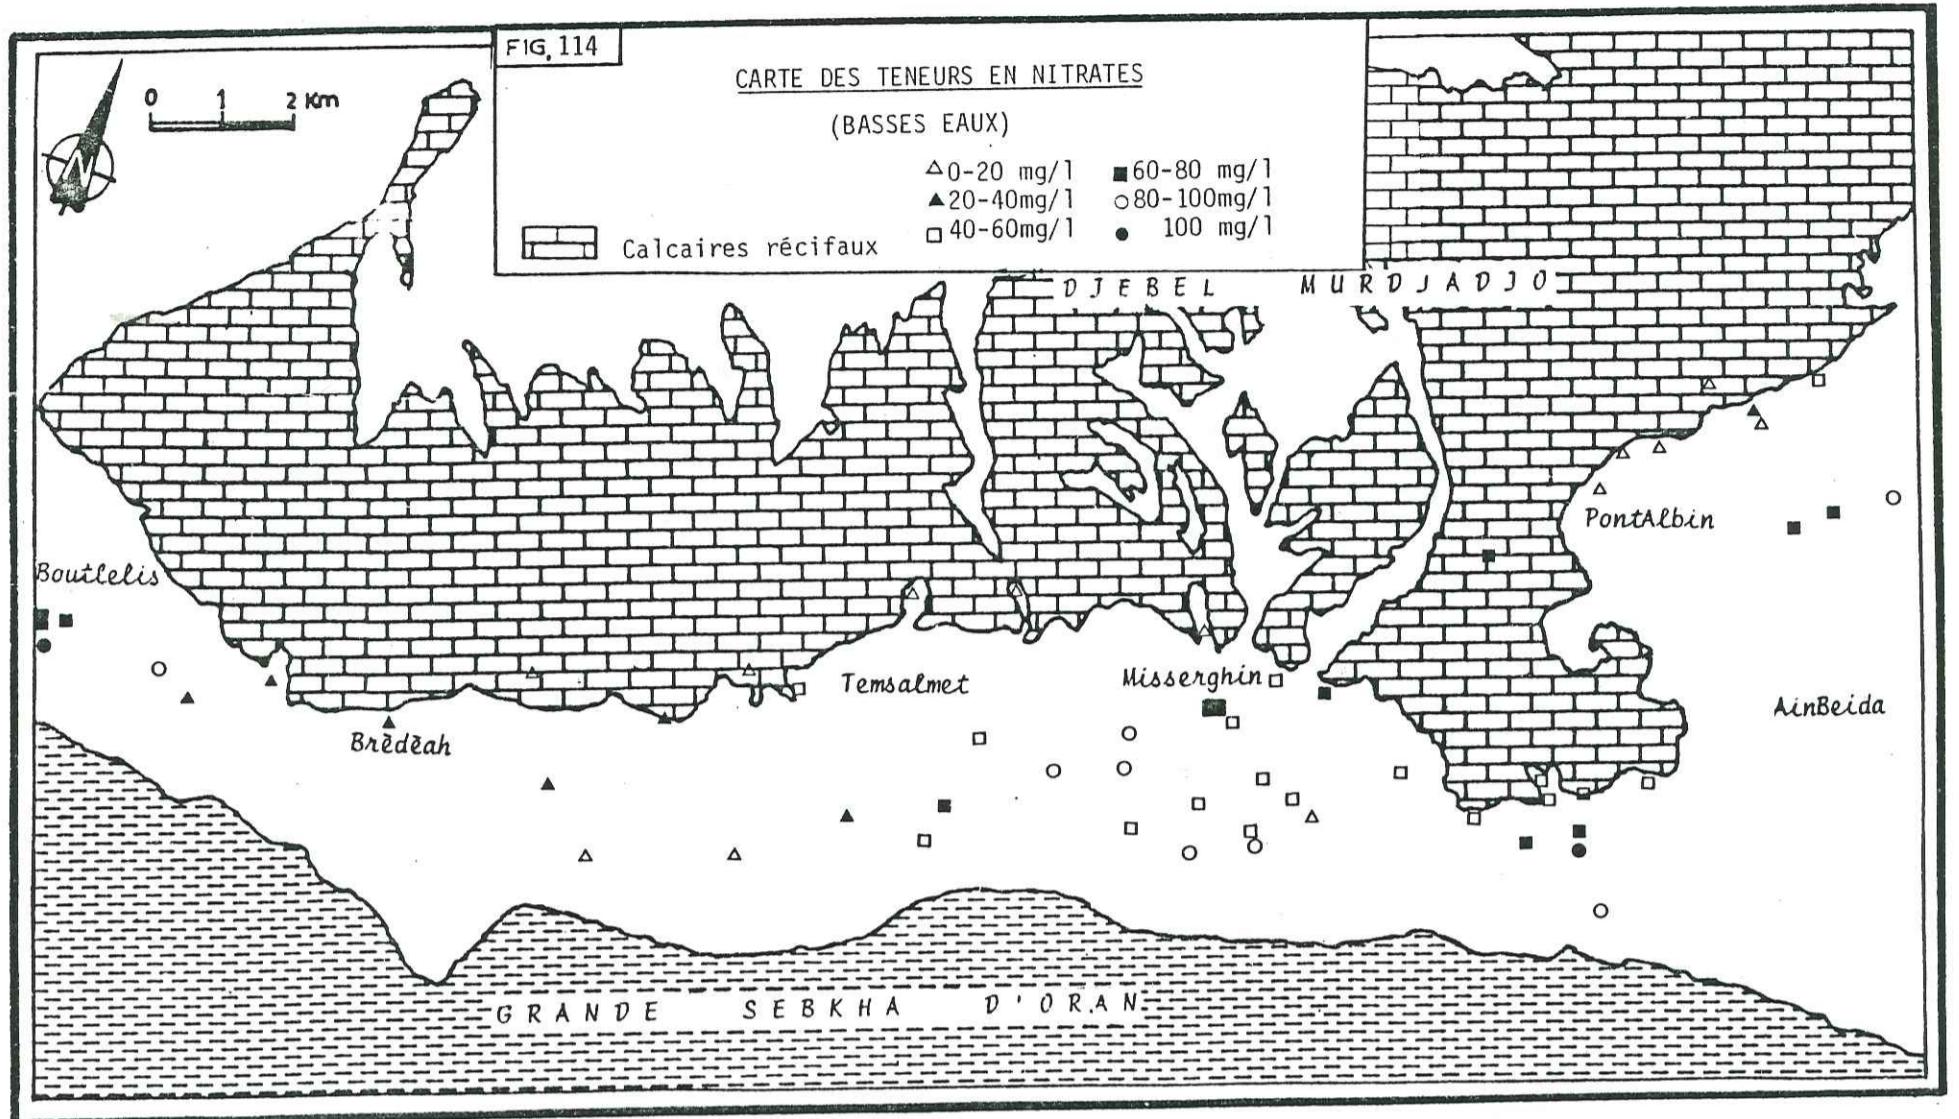 FIG. 114
CARTE DES TENEURS EN NITRATES
(BASSES EAUX)
0 1 2 Km
N
0-20 mg/l
60-80 mg/l
20-40mg/l
80-100mg/l
40-60mg/l
100 mg/l
Calcaires récifaux
DJEBEL MURDJADJO
PontAlbin
Boutlelis
Temsalmet
Misserghin
AinBeida
Brèdèah
GRANDE SEBKHA D'ORAN